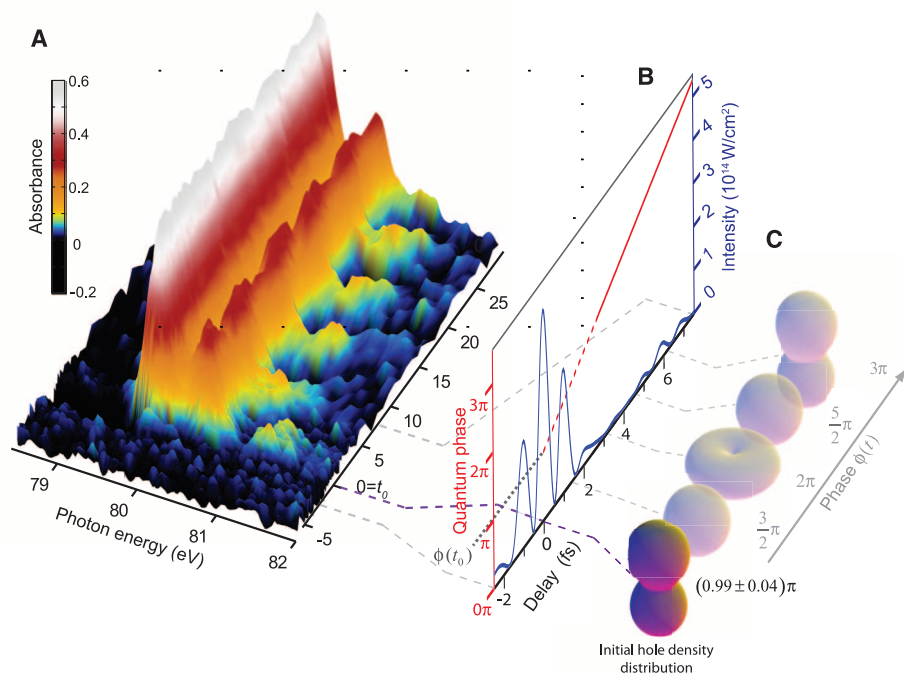 A
0.6
0.4
0.2
0
-0.2
Absorbance
79
80
81
82
Photon energy (eV)
-5
0=t₀
5
10
15
20
25
B
Quantum phase
0π
π
2π
3π
ϕ(t₀)
-2
0
2
4
6
Delay (fs)
0
1
2
3
4
5
Intensity (10¹⁴ W/cm²)
C
3π
5/2 π
2π
3/2 π
(0.99 ± 0.04)π
Phase ϕ(t)
Initial hole density
distribution